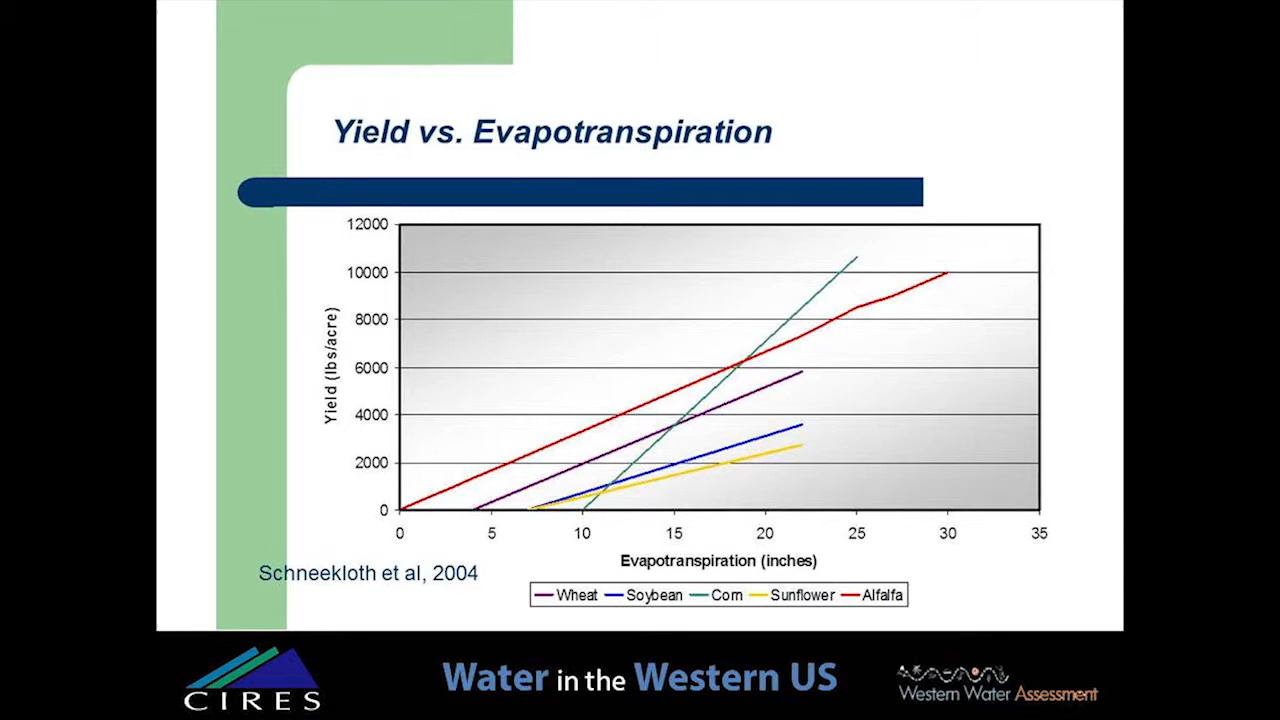 Yield vs. Evapotranspiration
12000
10000
8000
6000
4000
2000
0
Yield (lbs/acre)
0 5 10 15 20 25 30 35
Evapotranspiration (inches)
Schneekloth et al, 2004
Wheat Soybean Corn Sunflower Alfalfa
CIRES
Water in the Western US
Western Water Assessment